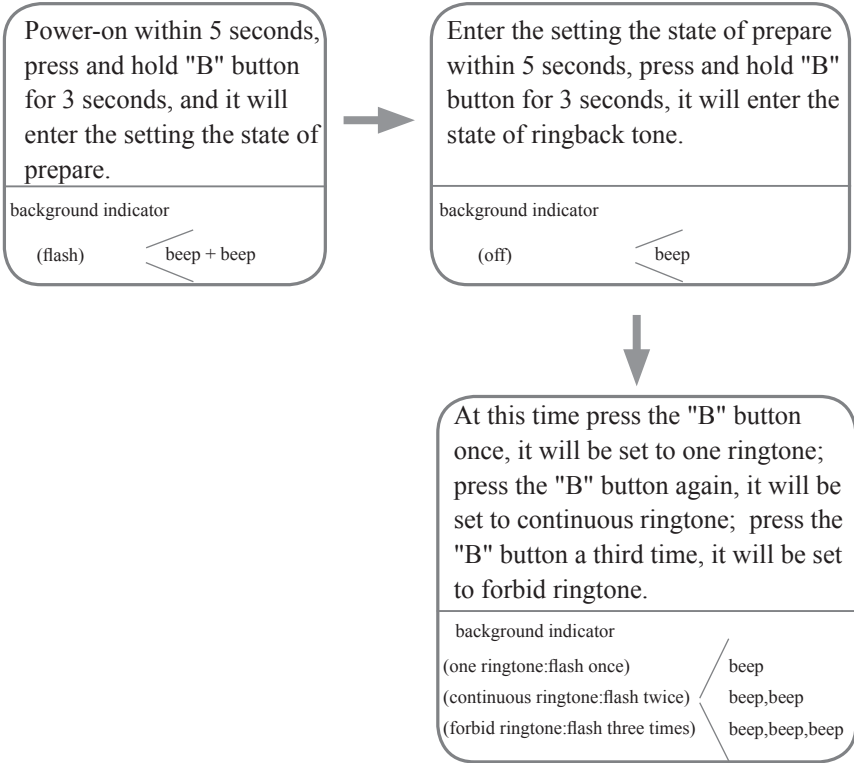 Power-on within 5 seconds,
press and hold "B" button
for 3 seconds, and it will
enter the setting the state of
prepare.
background indicator
(flash)
beep + beep
Enter the setting the state of prepare
within 5 seconds, press and hold "B"
button for 3 seconds, it will enter the
state of ringback tone.
background indicator
(off)
beep
At this time press the "B" button
once, it will be set to one ringtone;
press the "B" button again, it will be
set to continuous ringtone;  press the
"B" button a third time, it will be set
to forbid ringtone.
background indicator
(one ringtone:flash once)
beep
(continuous ringtone:flash twice)
beep,beep
(forbid ringtone:flash three times)
beep,beep,beep